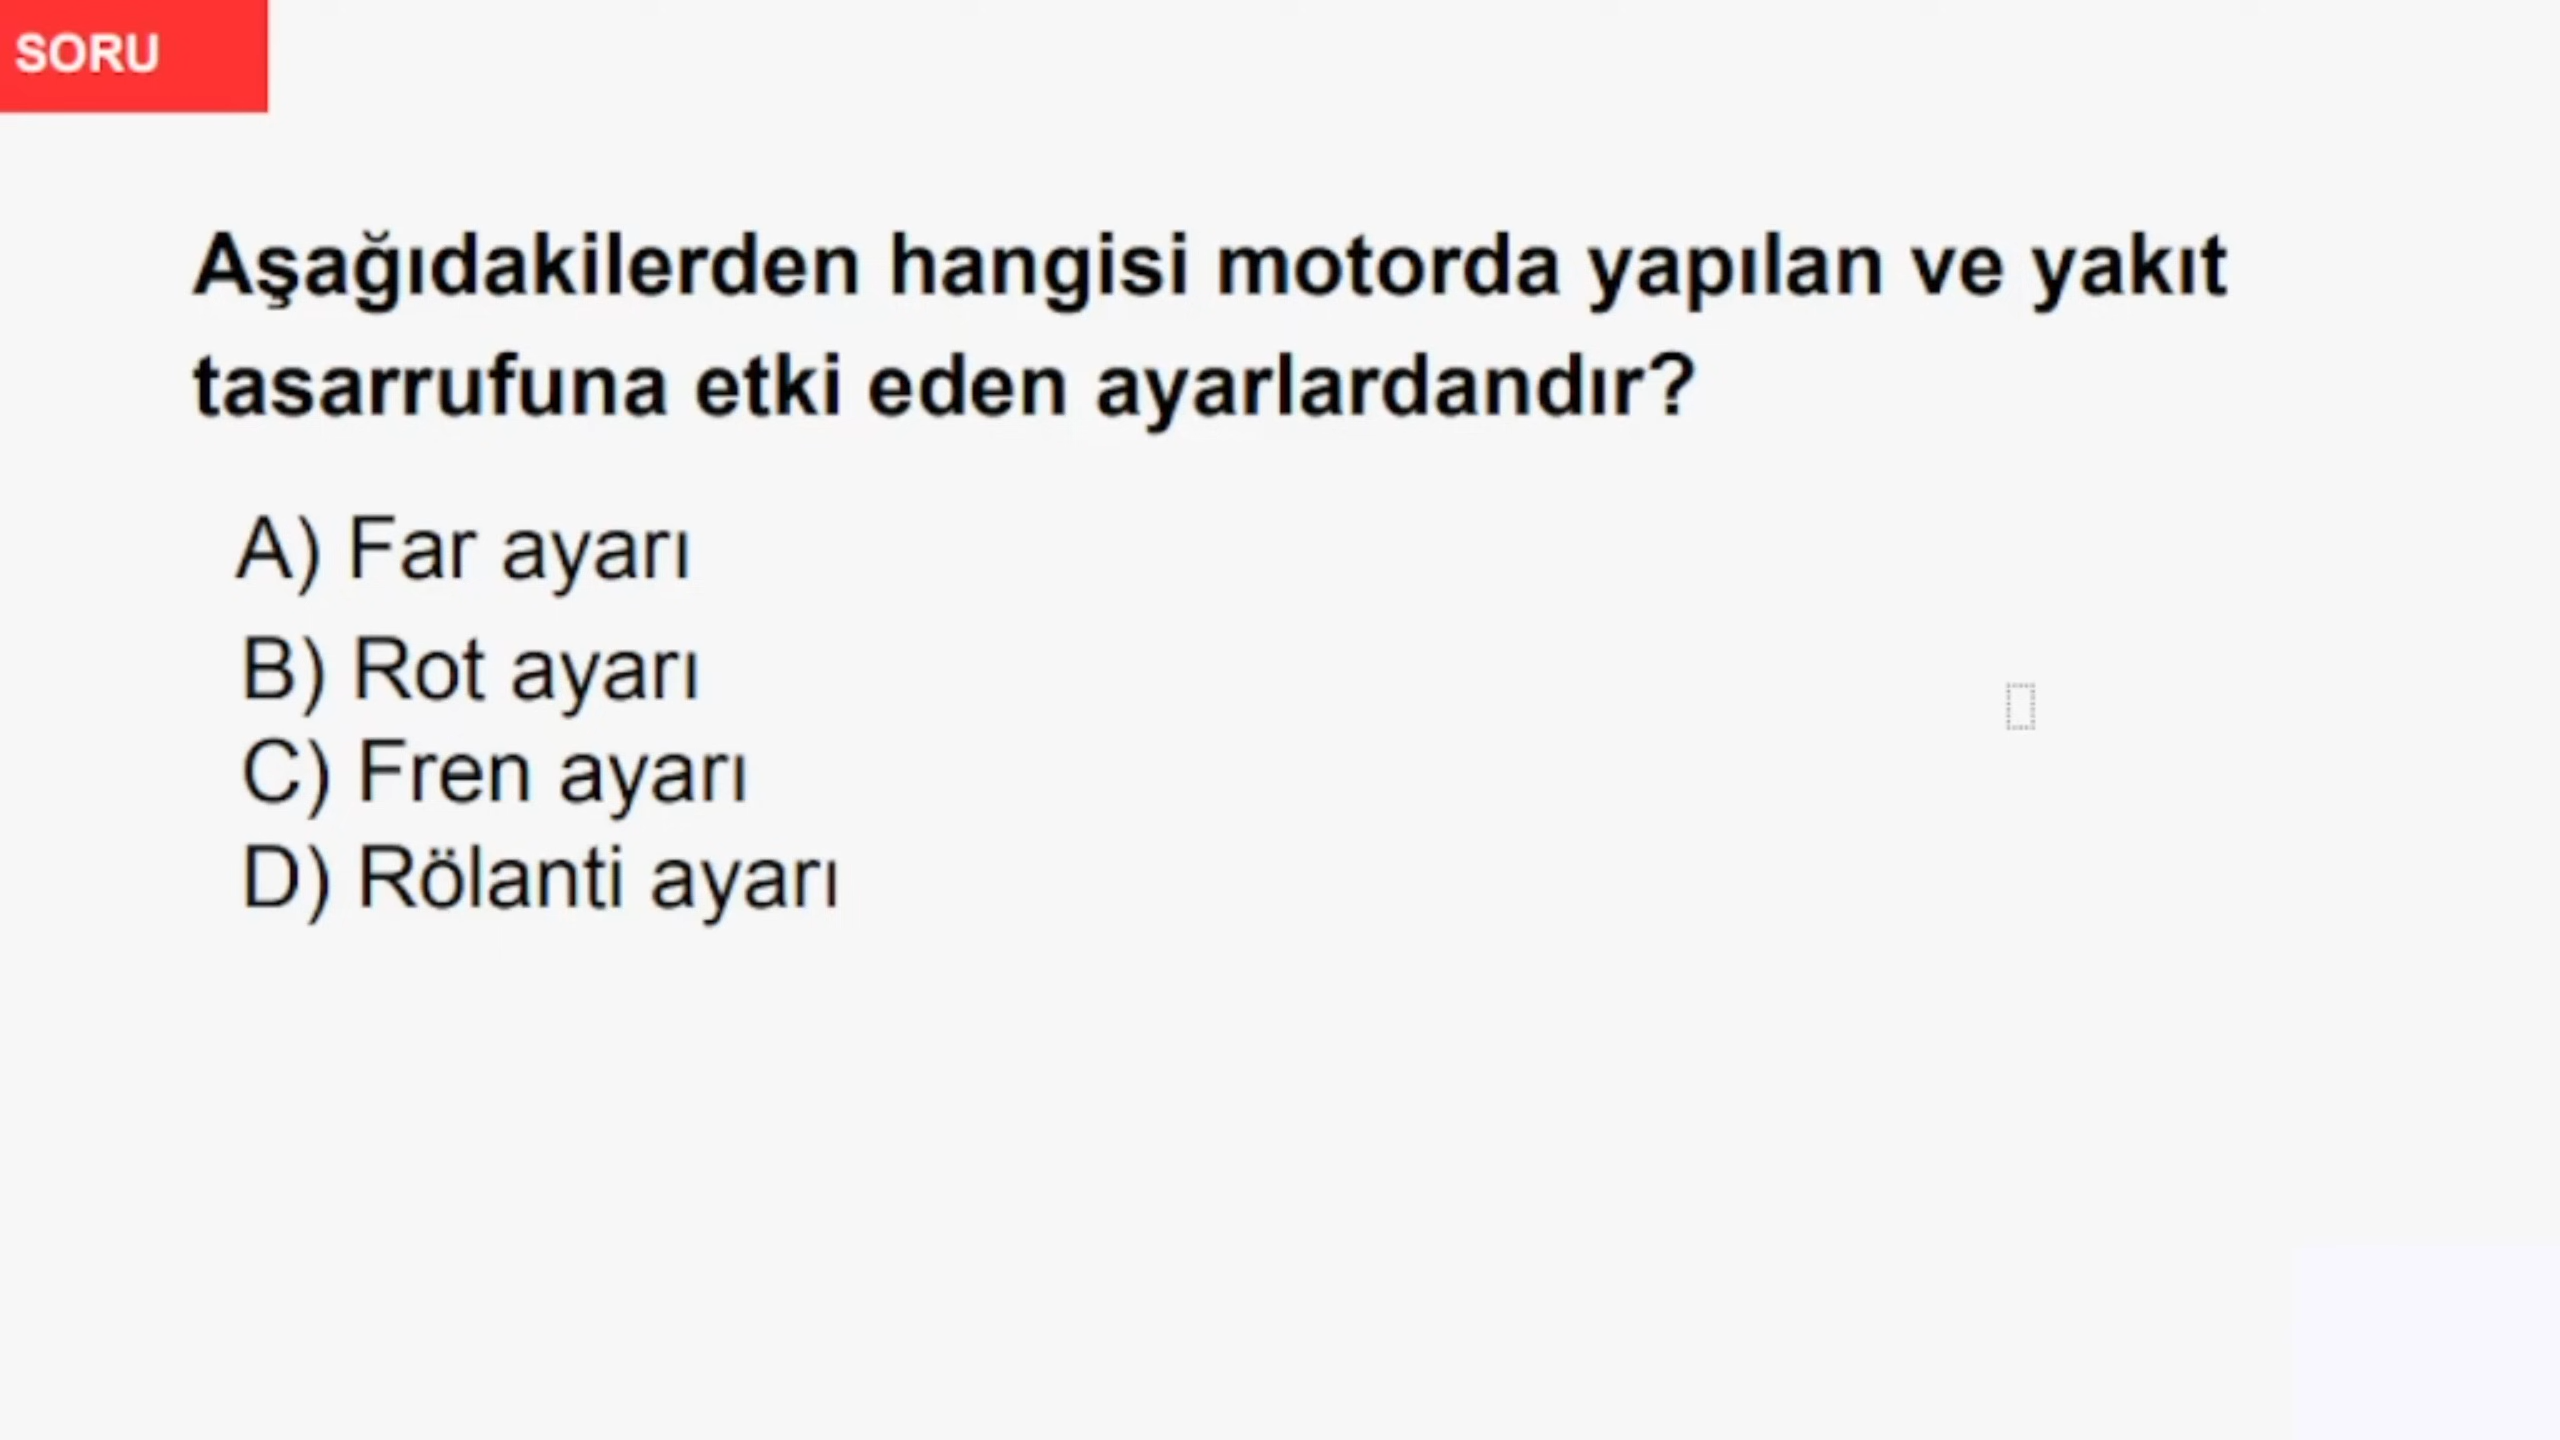 SORU
Aşağıdakilerden hangisi motorda yapılan ve yakıt
tasarrufuna etki eden ayarlardandır?
A) Far ayarı
B) Rot ayarı
C) Fren ayarı
D) Rölanti ayarı